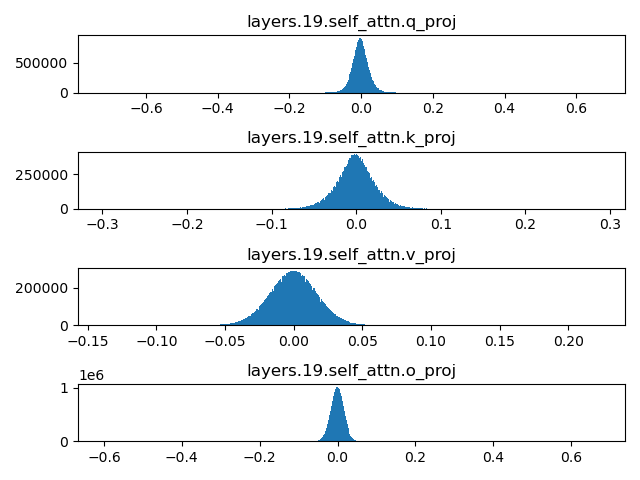 layers.19.self_attn.q_proj
500000
0
−0.6 −0.4 −0.2 0.0 0.2 0.4 0.6
layers.19.self_attn.k_proj
250000
0
−0.3 −0.2 −0.1 0.0 0.1 0.2 0.3
layers.19.self_attn.v_proj
200000
0
−0.15 −0.10 −0.05 0.00 0.05 0.10 0.15 0.20
layers.19.self_attn.o_proj
1e6
1
0
−0.6 −0.4 −0.2 0.0 0.2 0.4 0.6